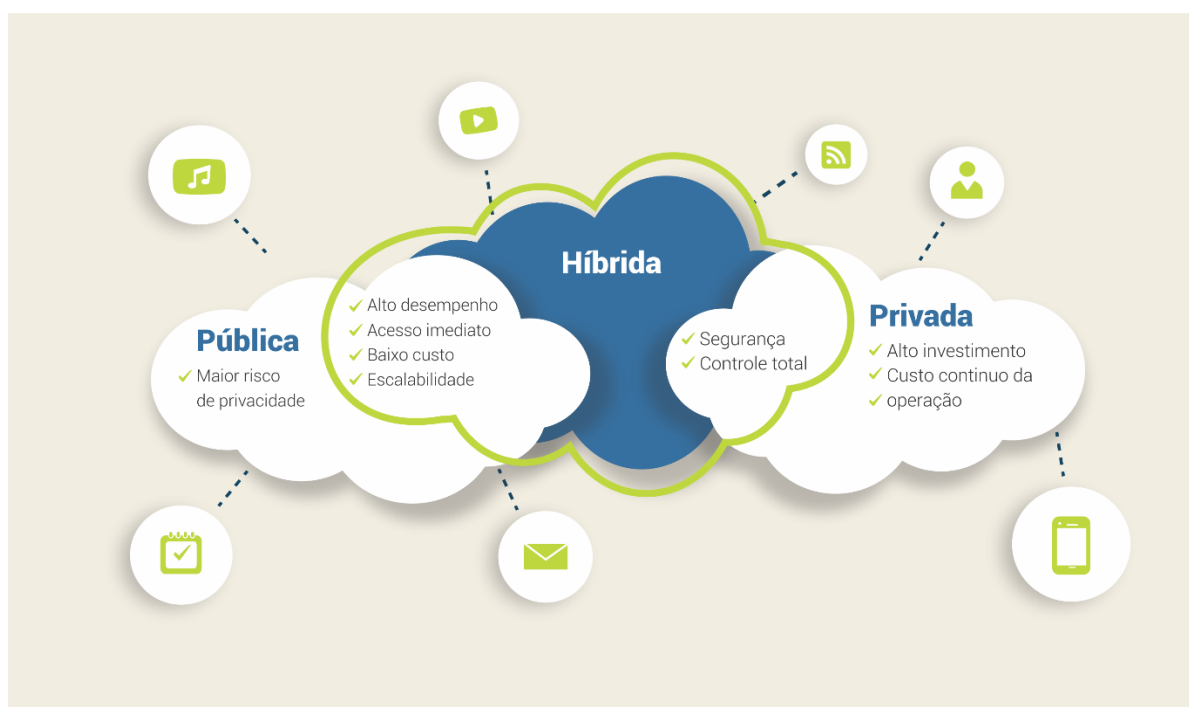 Híbrida
Pública
Maior risco
de privacidade
Alto desempenho
Acesso imediato
Baixo custo
Escalabilidade
Segurança
Controle total
Privada
Alto investimento
Custo continuo da
operação